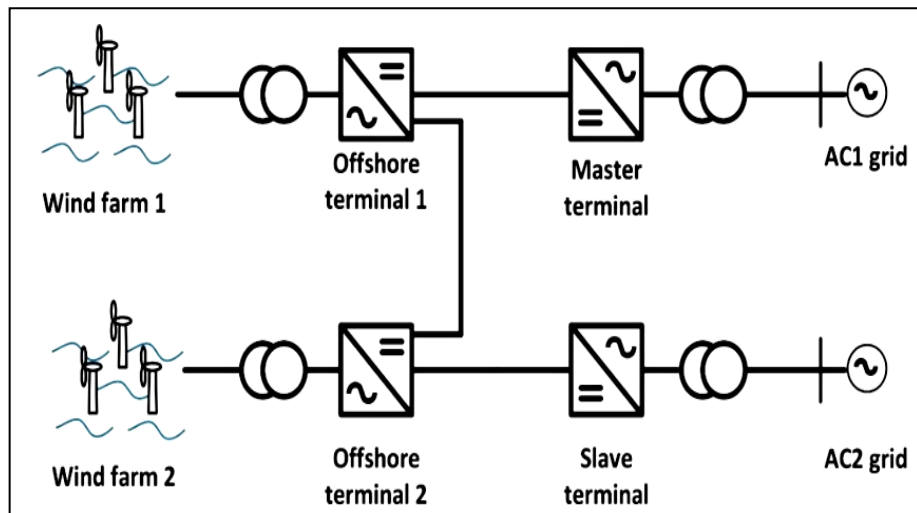 Wind farm 1
Offshore
terminal 1
Master
terminal
AC1 grid
Wind farm 2
Offshore
terminal 2
Slave
terminal
AC2 grid